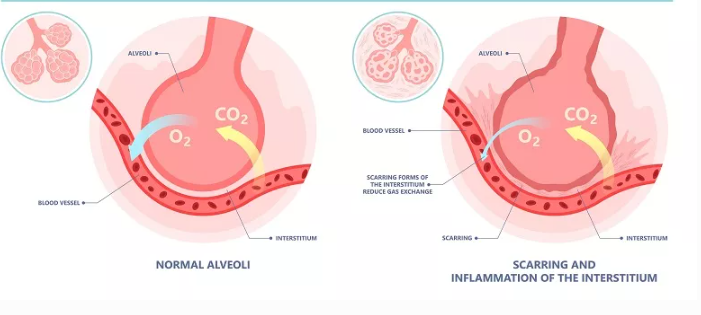 ALVEOLI
CO2
O2
BLOOD VESSEL
INTERSTITIUM
NORMAL ALVEOLI
ALVEOLI
CO2
O2
BLOOD VESSEL
SCARRING FORMS OF
THE INTERSTITIUM
REDUCE GAS EXCHANGE
SCARRING
INTERSTITIUM
SCARRING AND
INFLAMMATION OF THE INTERSTITIUM